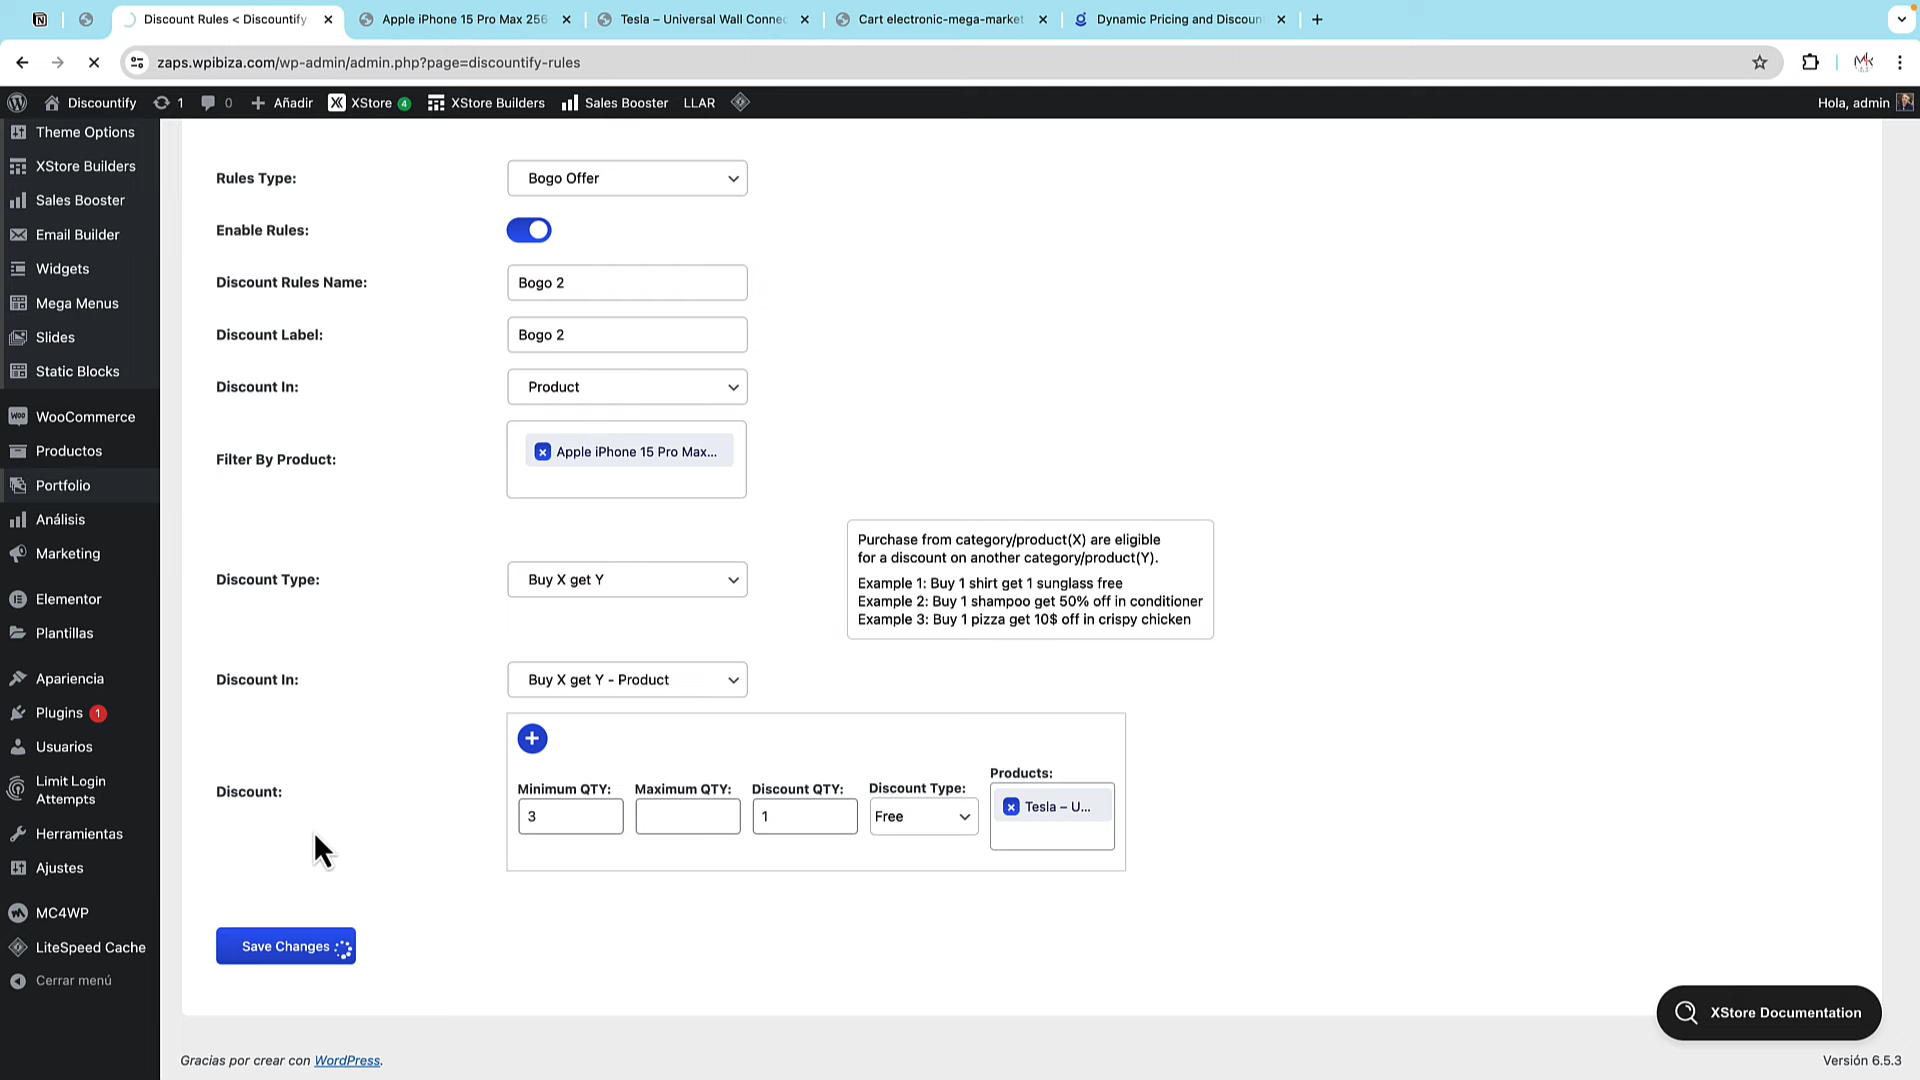 Discount Rules < Discountify
Apple iPhone 15 Pro Max 256
Tesla – Universal Wall Connec
Cart electronic-mega-market
Dynamic Pricing and Discoun
zaps.wpibiza.com/wp-admin/admin.php?page=discountify-rules
Discountify
1
0
Añadir
XStore 4
XStore Builders
Sales Booster
LLAR
Hola, admin
Theme Options
XStore Builders
Sales Booster
Email Builder
Widgets
Mega Menus
Slides
Static Blocks
WooCommerce
Productos
Portfolio
Análisis
Marketing
Elementor
Plantillas
Apariencia
Plugins 1
Usuarios
Limit Login
Attempts
Herramientas
Ajustes
MC4WP
LiteSpeed Cache
Cerrar menú
Rules Type:
Bogo Offer
Enable Rules:
Discount Rules Name:
Bogo 2
Discount Label:
Bogo 2
Discount In:
Product
Filter By Product:
Apple iPhone 15 Pro Max...
Discount Type:
Buy X get Y
Purchase from category/product(X) are eligible
for a discount on another category/product(Y).
Example 1: Buy 1 shirt get 1 sunglass free
Example 2: Buy 1 shampoo get 50% off in conditioner
Example 3: Buy 1 pizza get 10$ off in crispy chicken
Discount In:
Buy X get Y - Product
Discount:
Minimum QTY:
3
Maximum QTY:
Discount QTY:
1
Discount Type:
Free
Products:
Tesla – U...
Save Changes
XStore Documentation
Gracias por crear con WordPress.
Versión 6.5.3